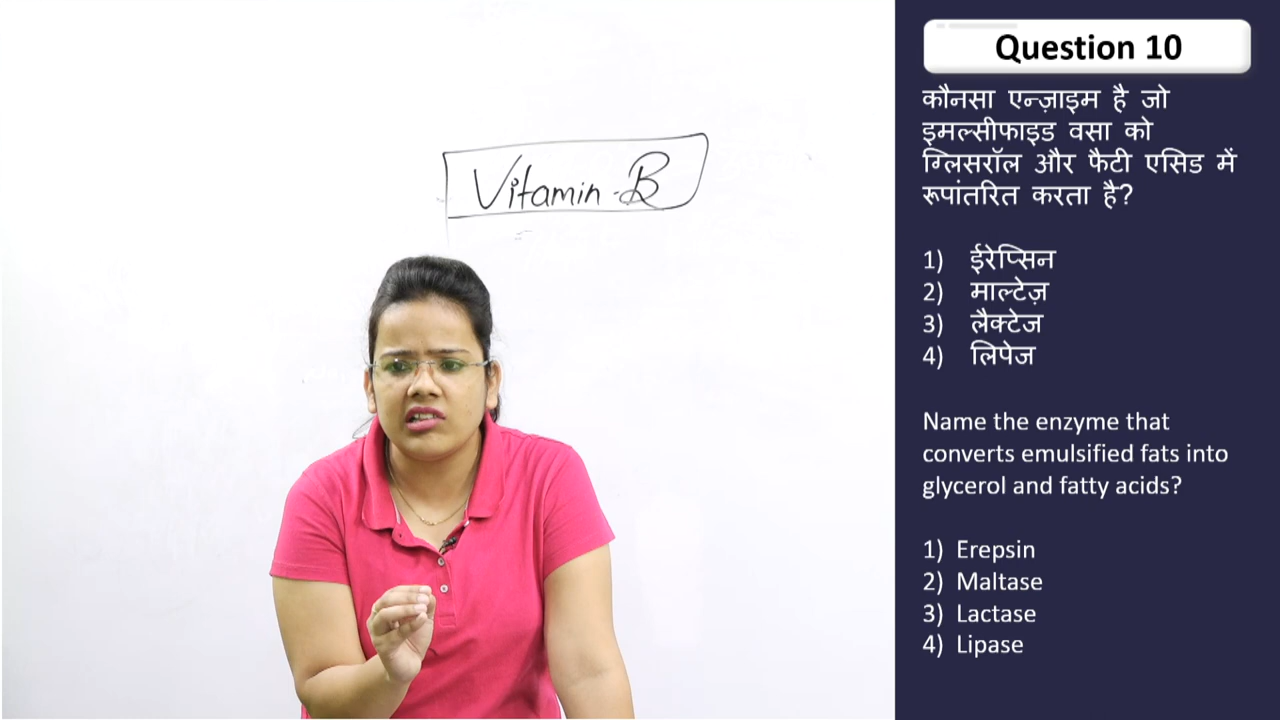 Vitamin-B
Question 10
कौनसा एन्ज़ाइम है जो
इमल्सीफाइड वसा को
ग्लिसरॉल और फैटी एसिड में
रूपांतरित करता है?
1) ईरेप्सिन
2) माल्टेज़
3) लैक्टेज
4) लिपेज
Name the enzyme that
converts emulsified fats into
glycerol and fatty acids?
1) Erepsin
2) Maltase
3) Lactase
4) Lipase